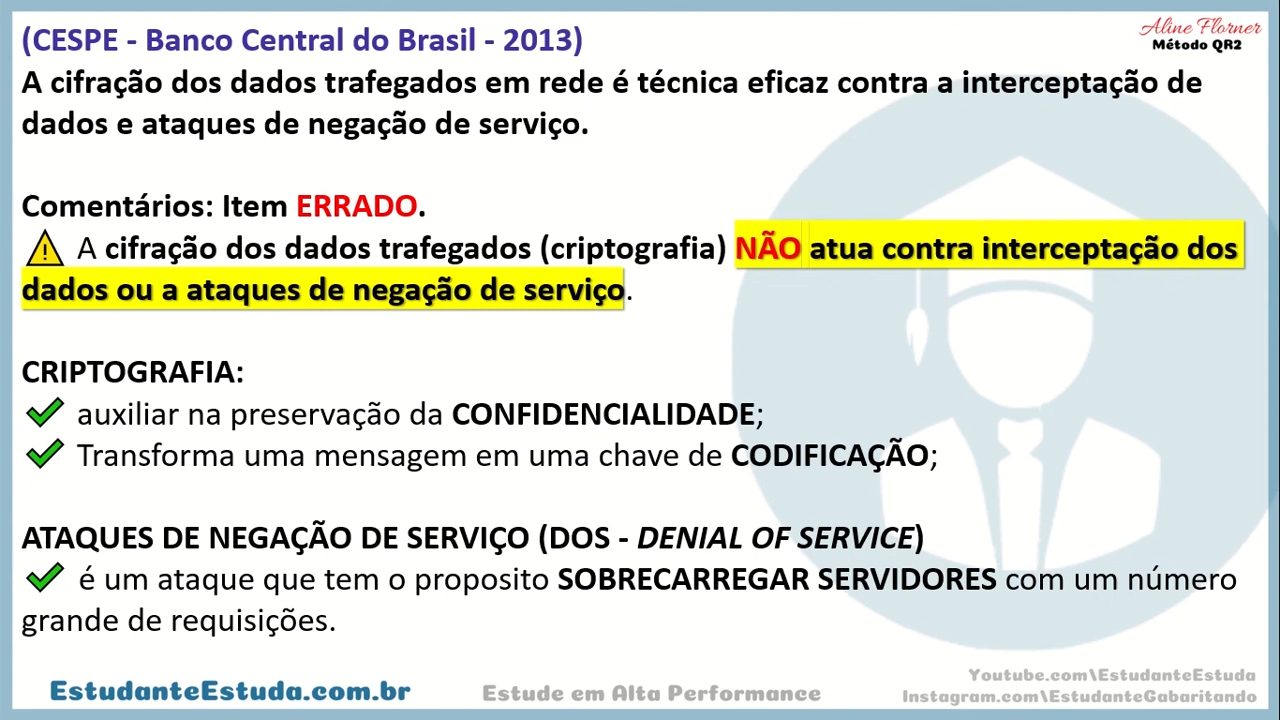 (CESPE - Banco Central do Brasil - 2013)
Aline Florner
Método QR2
A cifração dos dados trafegados em rede é técnica eficaz contra a interceptação de
dados e ataques de negação de serviço.
Comentários: Item ERRADO.
A cifração dos dados trafegados (criptografia) NÃO atua contra interceptação dos
dados ou a ataques de negação de serviço.
CRIPTOGRAFIA:
auxiliar na preservação da CONFIDENCIALIDADE;
Transforma uma mensagem em uma chave de CODIFICAÇÃO;
ATAQUES DE NEGAÇÃO DE SERVIÇO (DOS - DENIAL OF SERVICE)
é um ataque que tem o proposito SOBRECARREGAR SERVIDORES com um número
grande de requisições.
EstudanteEstuda.com.br
Estude em Alta Performance
Youtube.com\EstudanteEstuda
Instagram.com\EstudanteGabaritando